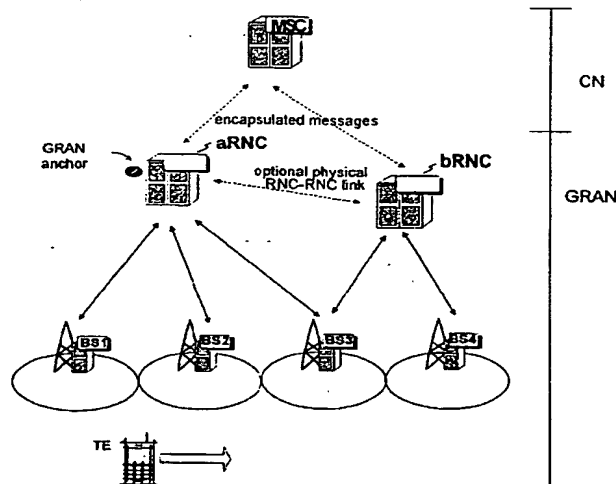 MSC
CN
encapsulated messages
aRNC
GRAN
anchor
optional physical
RNC-RNC link
bRNC
GRAN
BS1
BS2
BS3
BS4
TE